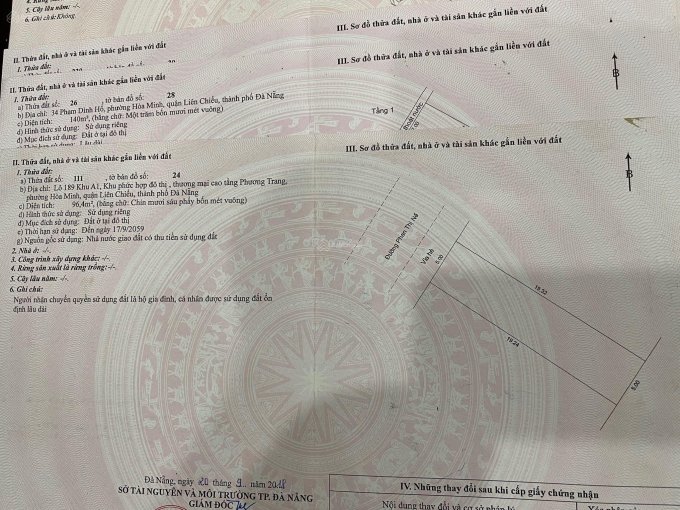 5. Cây lâu năm: -/-
6. Ghi chú: Không.
II. Thửa đất, nhà ở và tài sản khác gắn liền với đất
III. Sơ đồ thửa đất, nhà ở và tài sản khác gắn liền với đất
1. Thửa đất:
II. Thửa đất, nhà ở và tài sản khác gắn liền với đất
III. Sơ đồ thửa đất, nhà ở và tài sản khác gắn liền với đất
1. Thửa đất:
a) Thửa đất số: 26 , tờ bản đồ số: 28
b) Địa chỉ: 34 Phạm Dinh Hổ, phường Hòa Minh, quận Liên Chiểu, thành phố Đà Nẵng
c) Diện tích: 140m², (bằng chữ: Một trăm bốn mươi mét vuông)
d) Hình thức sử dụng: Sử dụng riêng
đ) Mục đích sử dụng: Đất ở tại đô thị
B
Tầng 1
thoát nước
II. Thửa đất, nhà ở và tài sản khác gắn liền với đất
1. Thửa đất:
a) Thửa đất số: 111 , tờ bản đồ số: 24
b) Địa chỉ: Lô 189 Khu A1, Khu phức hợp đô thị , thương mại cao tầng Phương Trang,
phường Hòa Minh, quận Liên Chiểu, thành phố Đà Nẵng
c) Diện tích: 96,4m², (bằng chữ: Chín mươi sáu phẩy bốn mét vuông)
d) Hình thức sử dụng: Sử dụng riêng
đ) Mục đích sử dụng: Đất ở tại đô thị
e) Thời hạn sử dụng: Đến ngày 17/9/2059
g) Nguồn gốc sử dụng: Nhà nước giao đất có thu tiền sử dụng đất
2. Nhà ở: -/-
3. Công trình xây dựng khác: -/-
4. Rừng sản xuất là rừng trồng: -/-
5. Cây lâu năm: -/-
6. Ghi chú:
Người nhận chuyển quyền sử dụng đất là hộ gia đình, cá nhân được sử dụng đất ổn
định lâu dài
III. Sơ đồ thửa đất, nhà ở và tài sản khác gắn liền với đất
B
Đường Phan Thị Nể
Vỉa hè
5.00
19.32
19.24
5.00
Đà Nẵng, ngày 20 tháng 9 năm 2018
SỞ TÀI NGUYÊN VÀ MÔI TRƯỜNG TP. ĐÀ NẴNG
GIÁM ĐỐC
IV. Những thay đổi sau khi cấp giấy chứng nhận
Nội dung thay đổi và cơ sở pháp lý